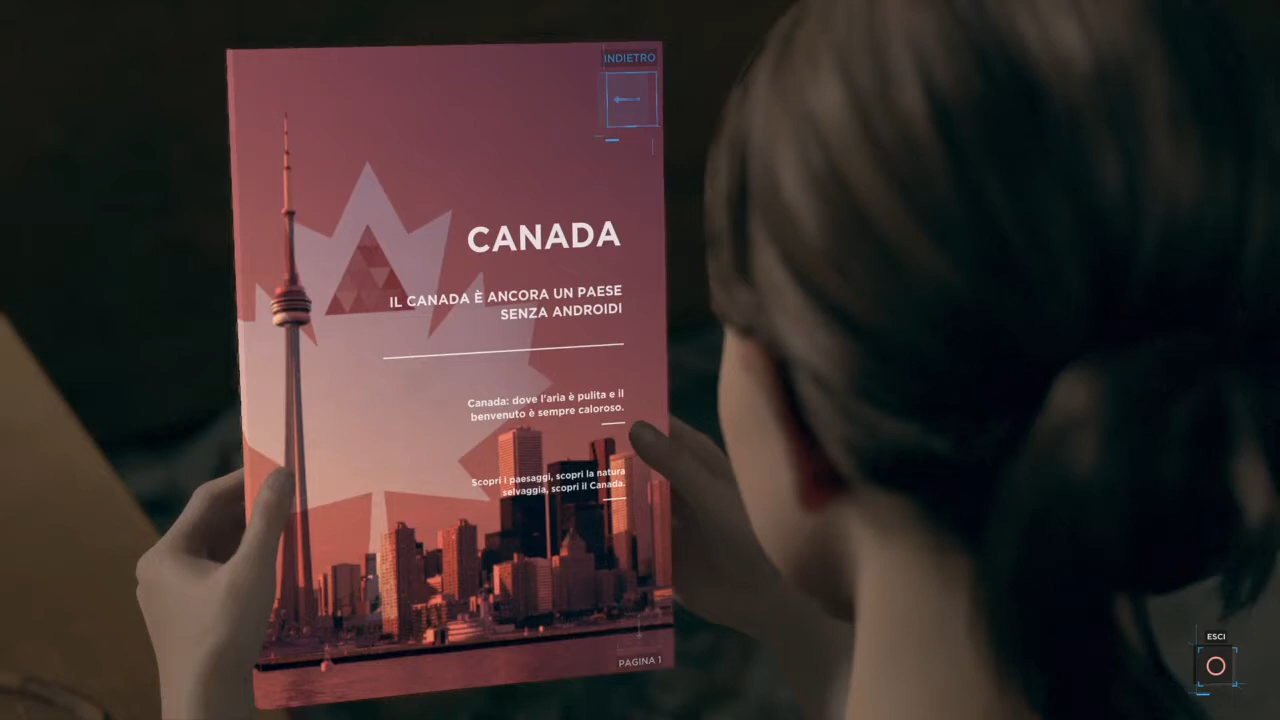 INDIETRO
CANADA
IL CANADA È ANCORA UN PAESE
SENZA ANDROIDI
Canada: dove l'aria è pulita e il
benvenuto è sempre caloroso.
Scopri i paesaggi, scopri la natura
selvaggia, scopri il Canada.
PAGINA 1
ESCI